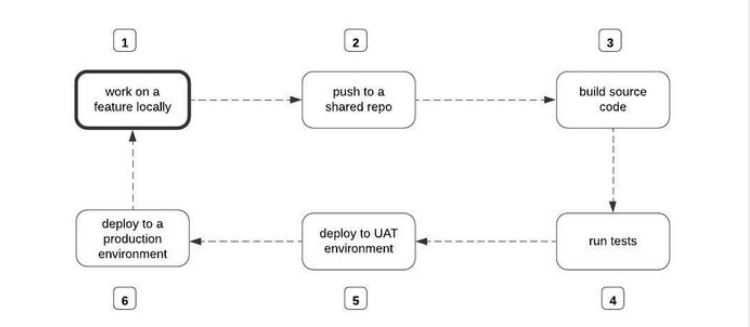 1
2
3
work on a
feature locally
push to a
shared repo
build source
code
deploy to a
production
environment
deploy to UAT
environment
run tests
6
5
4